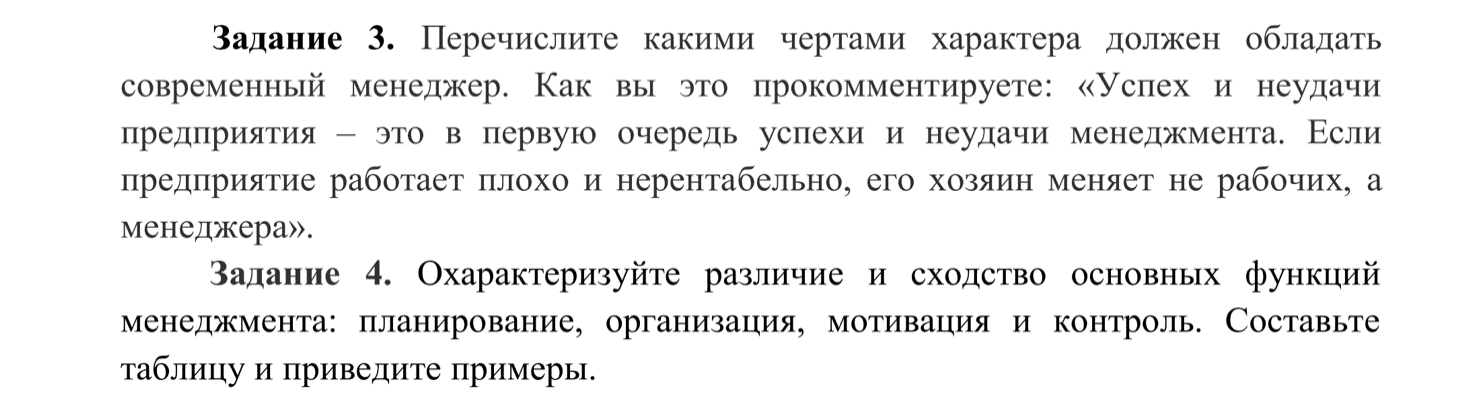 Задание 3. Перечислите какими чертами характера должен обладать
современный менеджер. Как вы это прокомментируете: «Успех и неудачи
предприятия – это в первую очередь успехи и неудачи менеджмента. Если
предприятие работает плохо и нерентабельно, его хозяин меняет не рабочих, а
менеджера».
Задание 4. Охарактеризуйте различие и сходство основных функций
менеджмента: планирование, организация, мотивация и контроль. Составьте
таблицу и приведите примеры.